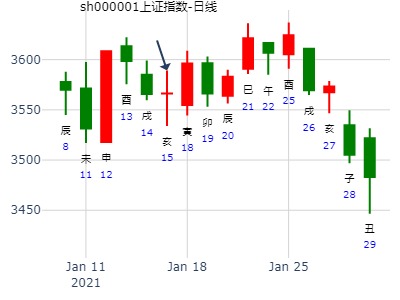 sh000001上证指数-日线
3600
3550
3500
3450
辰
8
未
11
申
12
酉
13
戌
14
亥
15
寅
18
卯
19
辰
20
巳
21
午
22
酉
25
戌
26
亥
27
子
28
丑
29
Jan 11
2021
Jan 18
Jan 25